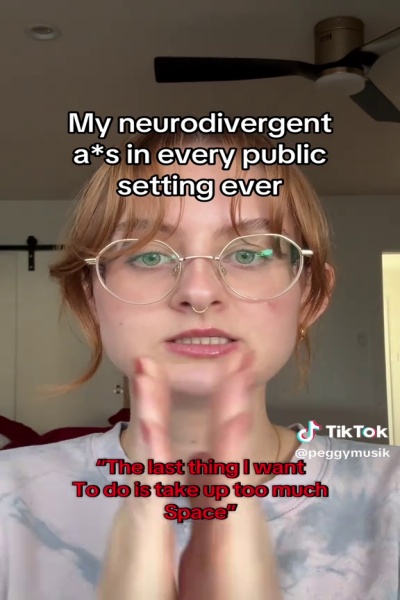 My neurodivergent
a*s in every public
setting ever
TikTok
@peggymusik
"The last thing I want
To do is take up too much
Space"